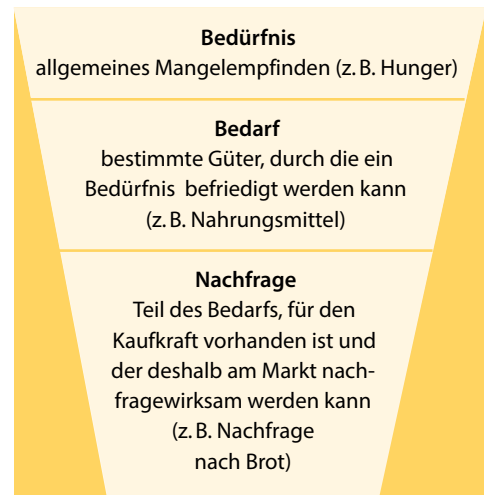 Bedürfnis
allgemeines Mangelempfinden (z. B. Hunger)
Bedarf
bestimmte Güter, durch die ein
Bedürfnis befriedigt werden kann
(z. B. Nahrungsmittel)
Nachfrage
Teil des Bedarfs, für den
Kaufkraft vorhanden ist und
der deshalb am Markt nach-
fragewirksam werden kann
(z. B. Nachfrage
nach Brot)